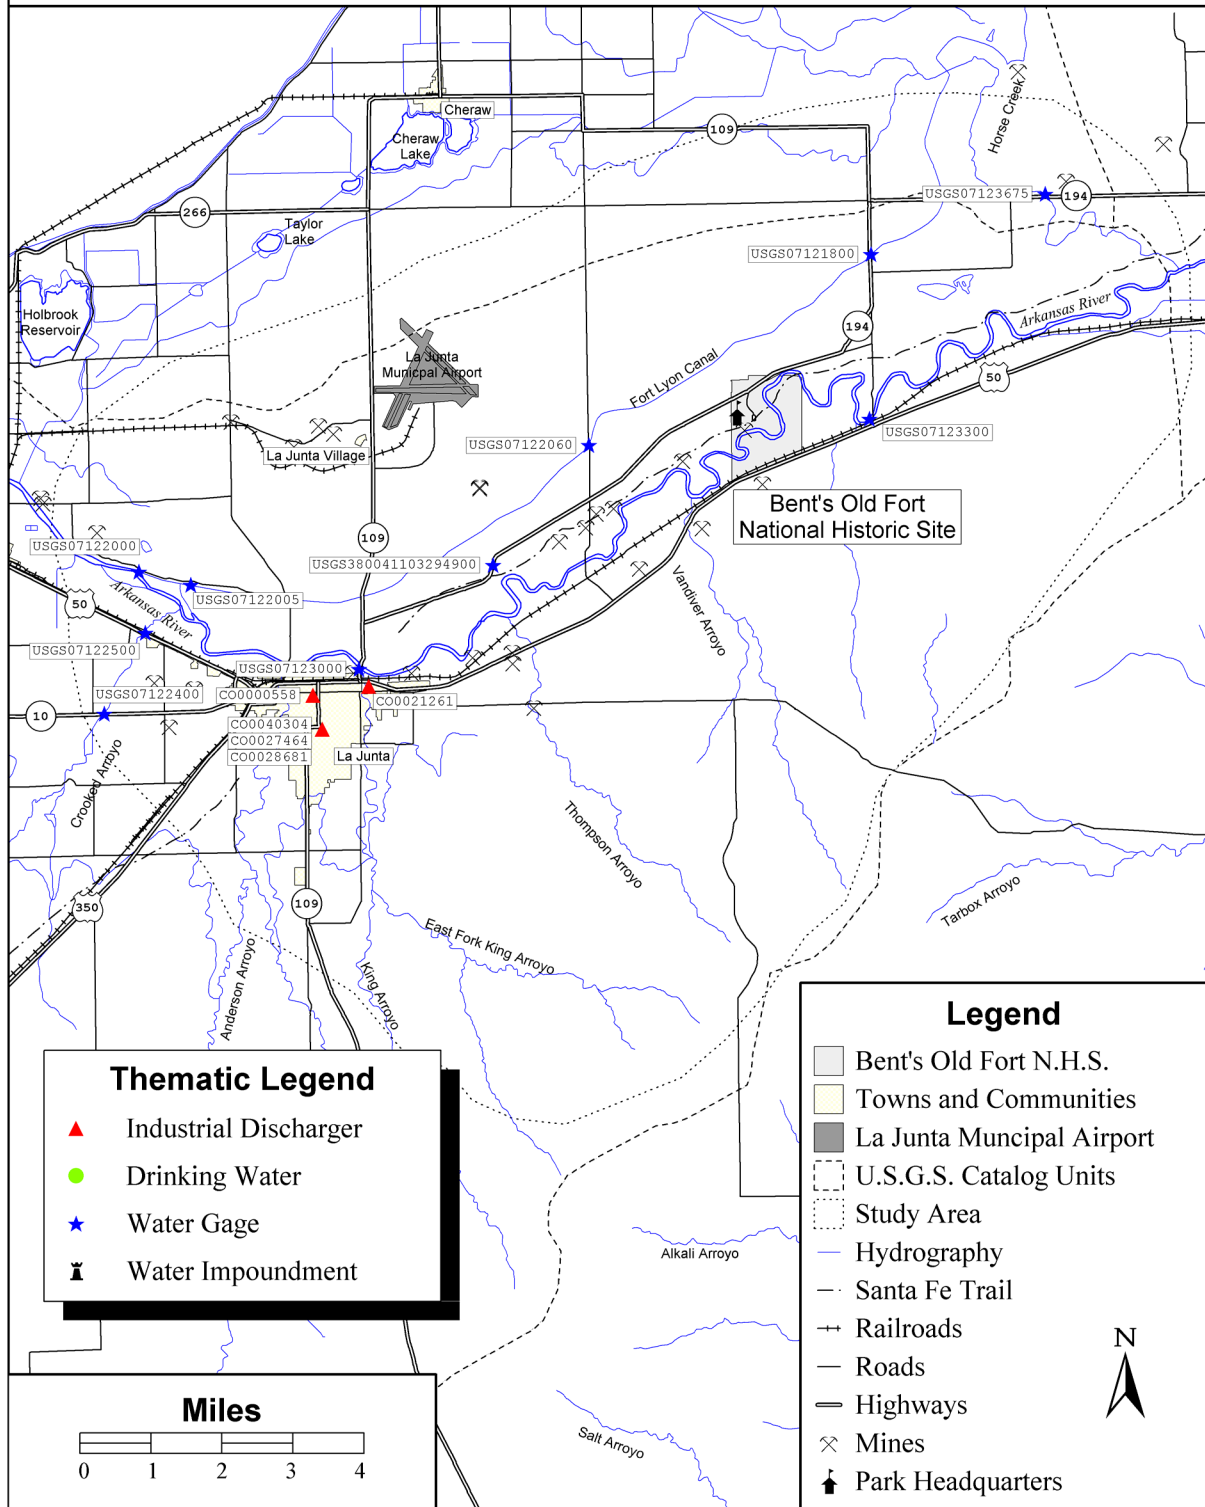 Cheraw
Cheraw
Lake
109
Horse Creek
USGS07123675
194
266
Taylor
Lake
USGS07121800
Holbrook
Reservoir
Arkansas River
194
La Junta
Municpal Airport
Fort Lyon Canal
50
USGS07122060
USGS07123300
La Junta Village
Bent's Old Fort
National Historic Site
109
USGS07122000
USGS380041103294900
Arkansas River
USGS07122005
50
Vandiver Arroyo
USGS07122500
USGS07123000
USGS07122400
CO0000558
CO0021261
10
CO0040304
CO0027464
CO0028681
La Junta
Crooked Arroyo
Thompson Arroyo
Tarbox Arroyo
350
109
East Fork King Arroyo
Anderson Arroyo
King Arroyo
Alkali Arroyo
Salt Arroyo
Thematic Legend
Industrial Discharger
Drinking Water
Water Gage
Water Impoundment
Miles
0 1 2 3 4
Legend
Bent's Old Fort N.H.S.
Towns and Communities
La Junta Muncipal Airport
U.S.G.S. Catalog Units
Study Area
Hydrography
Santa Fe Trail
Railroads
Roads
Highways
Mines
Park Headquarters
N